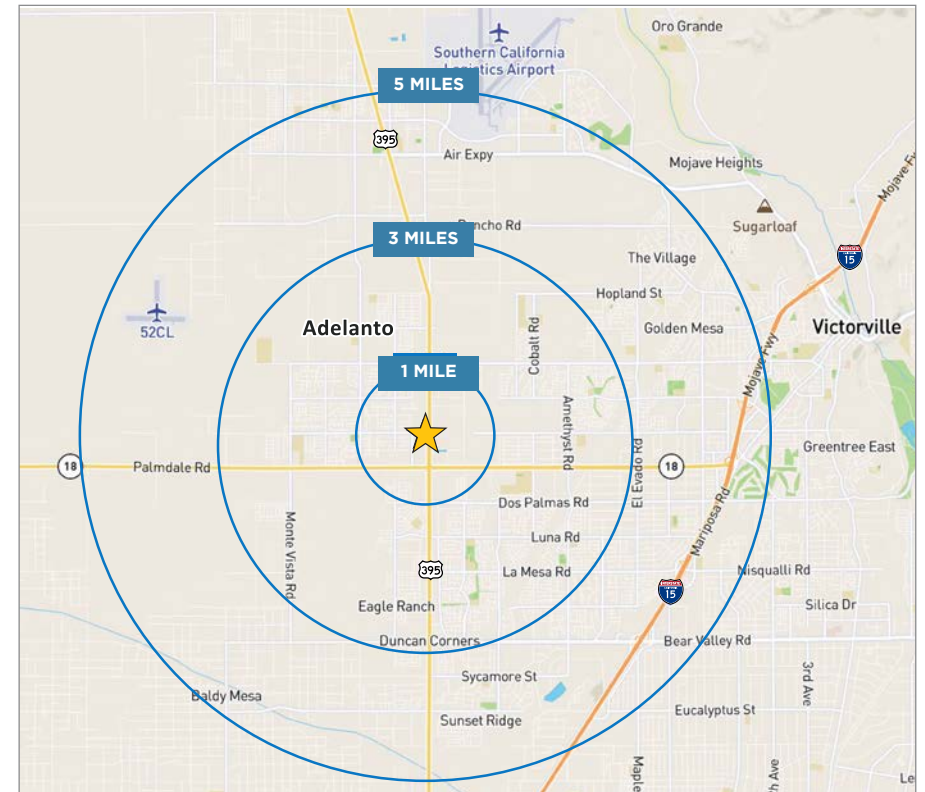 Oro Grande
Southern California
Logistics Airport
5 MILES
395
Air Expy
Mojave Heights
Mojave
Sugarloaf
Rancho Rd
3 MILES
15
The Village
Hopland St
52CL
Adelanto
Cobalt Rd
Golden Mesa
Victorville
Mojave Fwy
1 MILE
Amethyst Rd
El Evado Rd
Greentree East
18
Palmdale Rd
18
Dos Palmas Rd
Mariposa Rd
Monte Vista Rd
Luna Rd
395
La Mesa Rd
Nisqualli Rd
15
Eagle Ranch
Silica Dr
Duncan Corners
Bear Valley Rd
Sycamore St
3rd Ave
Baldy Mesa
Sunset Ridge
Eucalyptus St
Maple
h Ave
Le